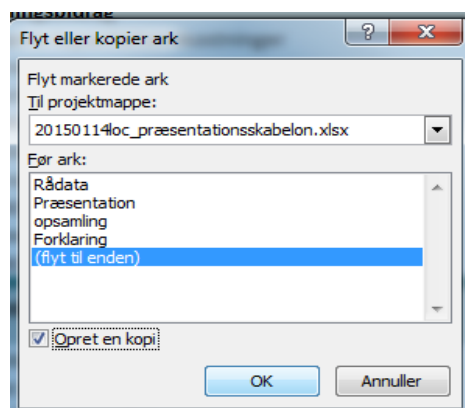 ningsbidrag
Flyt eller kopier ark
Flyt markerede ark
Til projektmappe:
20150114loc_præsentationsskabelon.xlsx
Før ark:
Rådata
Præsentation
opsamling
Forklaring
(flyt til enden)
Opret en kopi
OK
Annuller